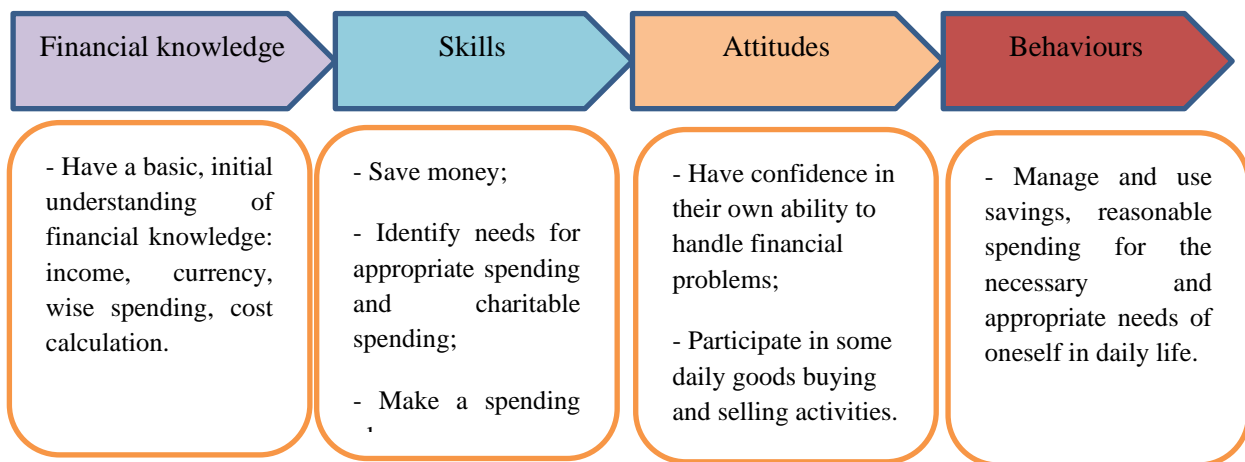 Financial knowledge
Skills
Attitudes
Behaviours
- Have a basic, initial
understanding of
financial knowledge:
income, currency,
wise spending, cost
calculation.
- Save money;
- Identify needs for
appropriate spending
and charitable
spending;
- Make a spending
- Have confidence in
their own ability to
handle financial
problems;
- Participate in some
daily goods buying
and selling activities.
- Manage and use
savings, reasonable
spending for the
necessary and
appropriate needs of
oneself in daily life.